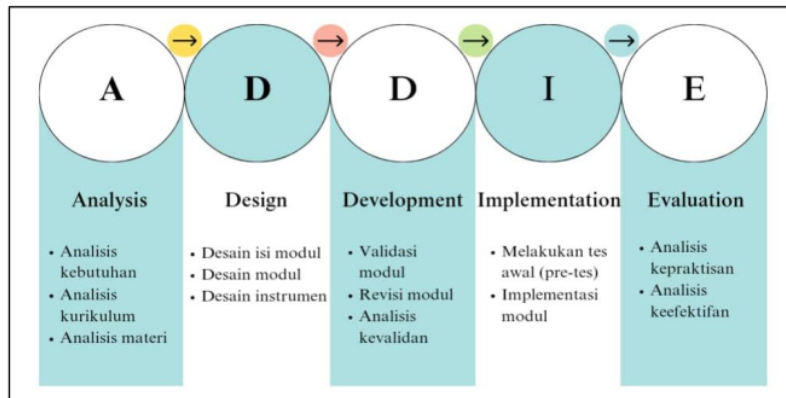 → → → →
A D D I E
Analysis
• Analisis
kebutuhan
• Analisis
kurikulum
• Analisis materi
Design
• Desain isi modul
• Desain modul
• Desain instrumen
Development
• Validasi
modul
• Revisi modul
• Analisis
kevalidan
Implementation
• Melakukan tes
awal (pre-tes)
• Implementasi
modul
Evaluation
• Analisis
kepraktisan
• Analisis
keefektifan